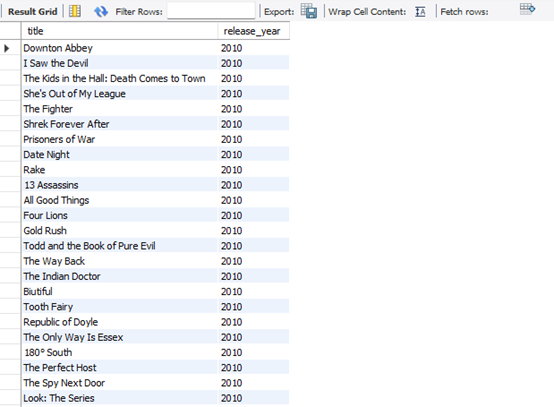 Result Grid Filter Rows: Export: Wrap Cell Content: Fetch rows:
title release_year
Downton Abbey 2010
I Saw the Devil 2010
The Kids in the Hall: Death Comes to Town 2010
She's Out of My League 2010
The Fighter 2010
Shrek Forever After 2010
Prisoners of War 2010
Date Night 2010
Rake 2010
13 Assassins 2010
All Good Things 2010
Four Lions 2010
Gold Rush 2010
Todd and the Book of Pure Evil 2010
The Way Back 2010
The Indian Doctor 2010
Biutiful 2010
Tooth Fairy 2010
Republic of Doyle 2010
The Only Way Is Essex 2010
180° South 2010
The Perfect Host 2010
The Spy Next Door 2010
Look: The Series 2010